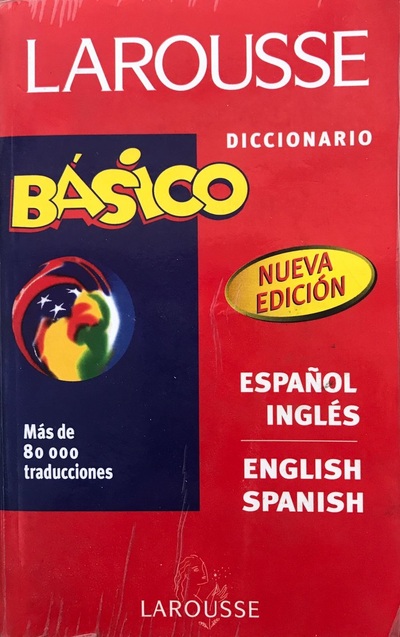 LAROUSSE
DICCIONARIO
BÁSICO
NUEVA
EDICIÓN
ESPAÑOL
INGLÉS
Más de
80 000
traducciones
ENGLISH
SPANISH
LAROUSSE